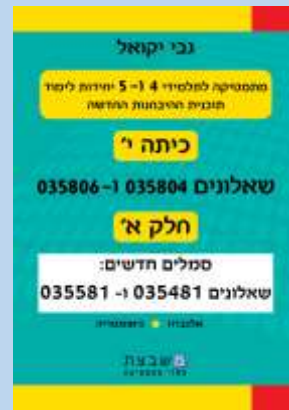 גבי יקואל
מתמטיקה לתלמידי 4 ו- 5 יחידות לימוד
תוכנית ההיבחנות החדשה
כיתה י'
שאלונים 035804 ו-035806
חלק א'
סמלים חדשים:
שאלונים 035481 ו- 035581
אלגברה